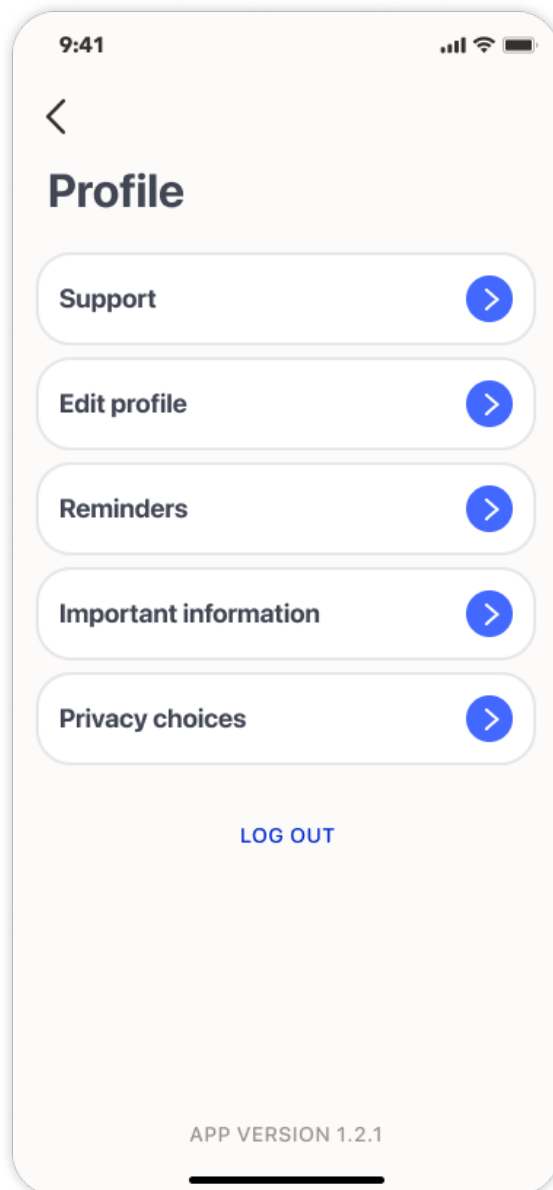 9:41
Profile
Support
Edit profile
Reminders
Important information
Privacy choices
LOG OUT
APP VERSION 1.2.1